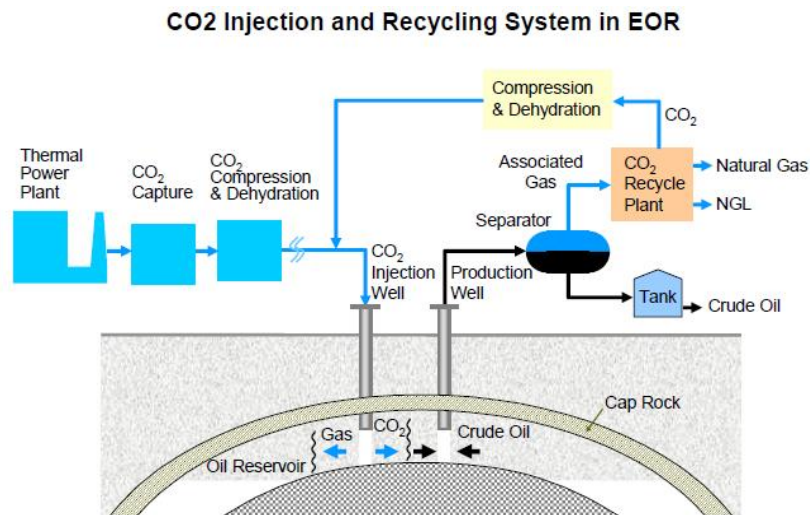 CO2 Injection and Recycling System in EOR
Compression
& Dehydration
CO2
Thermal
Power
Plant
CO2
Capture
CO2
Compression
& Dehydration
Associated
Gas
CO2
Recycle
Plant
Natural Gas
NGL
Separator
CO2
Injection
Well
Production
Well
Tank
Crude Oil
Cap Rock
Gas
CO2
Crude Oil
Oil Reservoir